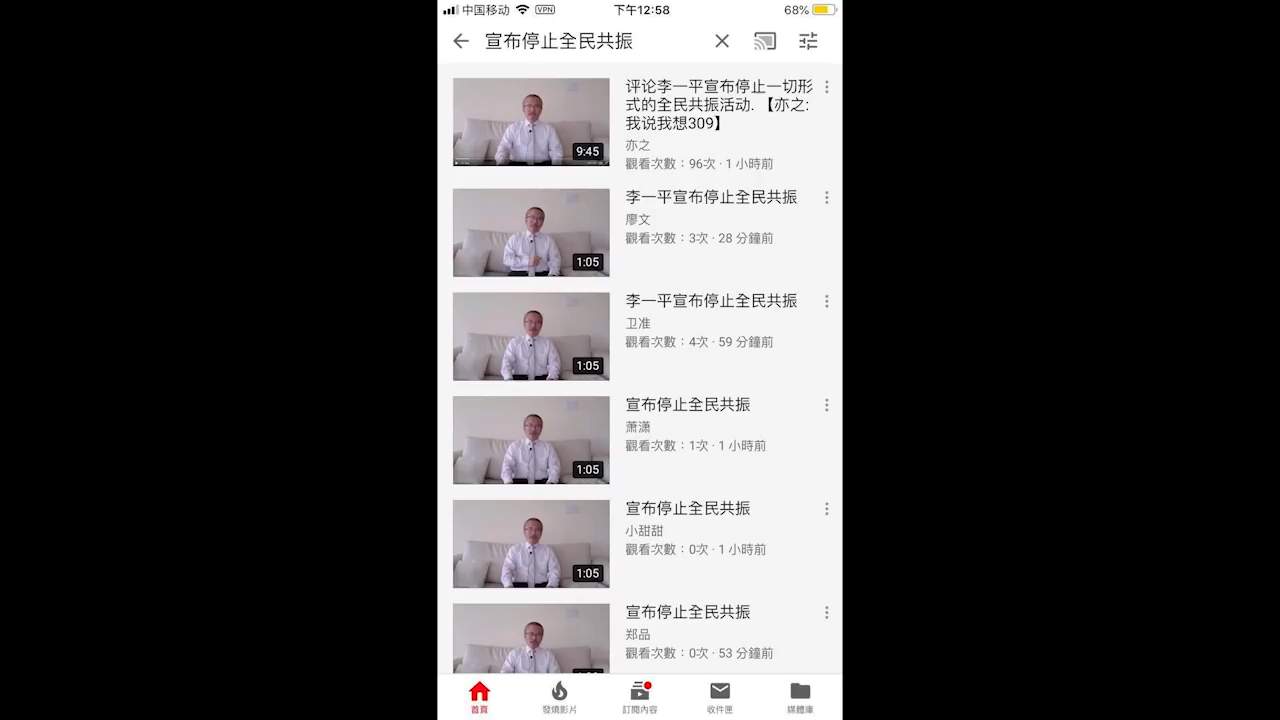 中国移动 VPN 下午12:58 68%
宣布停止全民共振
评论李一平宣布停止一切形
式的全民共振活动. 【亦之:
我说我想309】
亦之
觀看次數：96次 · 1 小時前
9:45
李一平宣布停止全民共振
廖文
觀看次數：3次 · 28 分鐘前
1:05
李一平宣布停止全民共振
卫准
觀看次數：4次 · 59 分鐘前
1:05
宣布停止全民共振
萧潇
觀看次數：1次 · 1 小時前
1:05
宣布停止全民共振
小甜甜
觀看次數：0次 · 1 小時前
1:05
宣布停止全民共振
郑品
觀看次數：0次 · 53 分鐘前
首頁 發燒影片 訂閱內容 收件匣 媒體庫